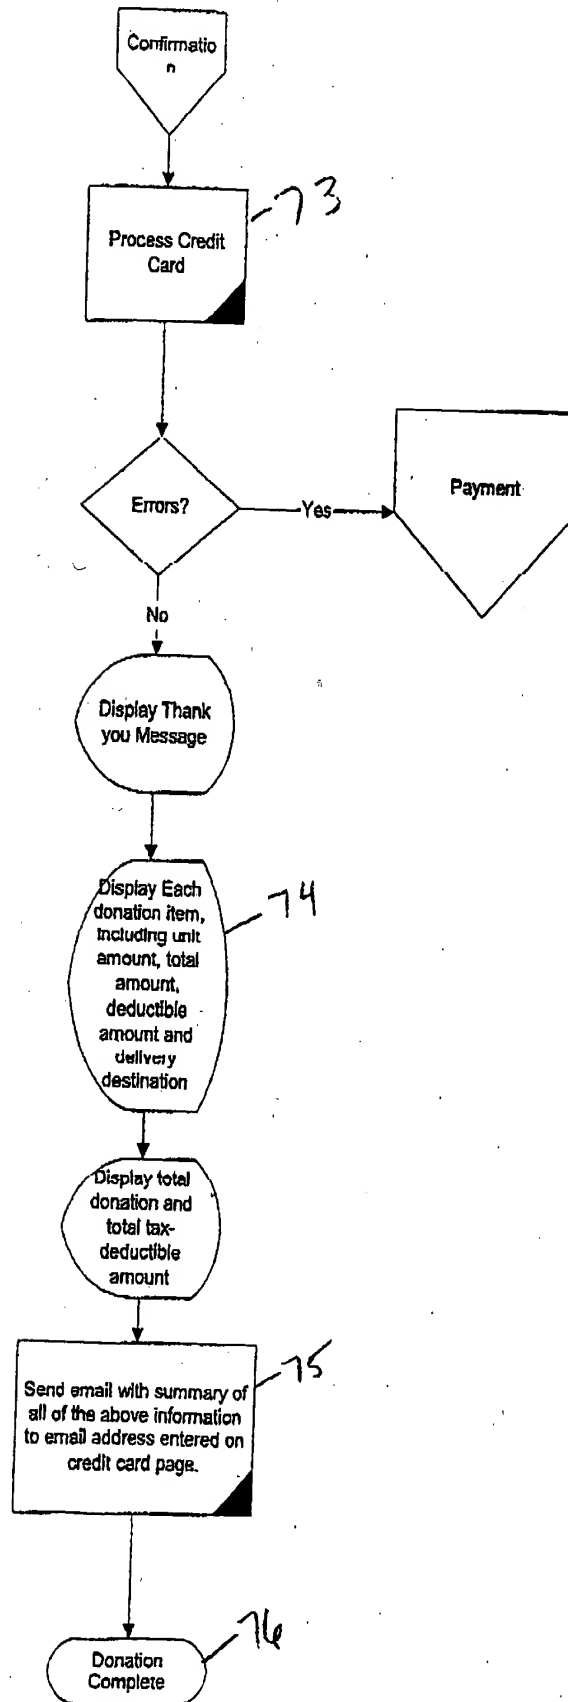 Confirmatio
n
73
Process Credit
Card
Errors?
Yes
Payment
No
Display Thank
you Message
74
Display Each
donation item,
including unit
amount, total
amount,
deductible
amount and
delivery
destination
Display total
donation and
total tax-
deductible
amount
75
Send email with summary of
all of the above information
to email address entered on
credit card page.
76
Donation
Complete